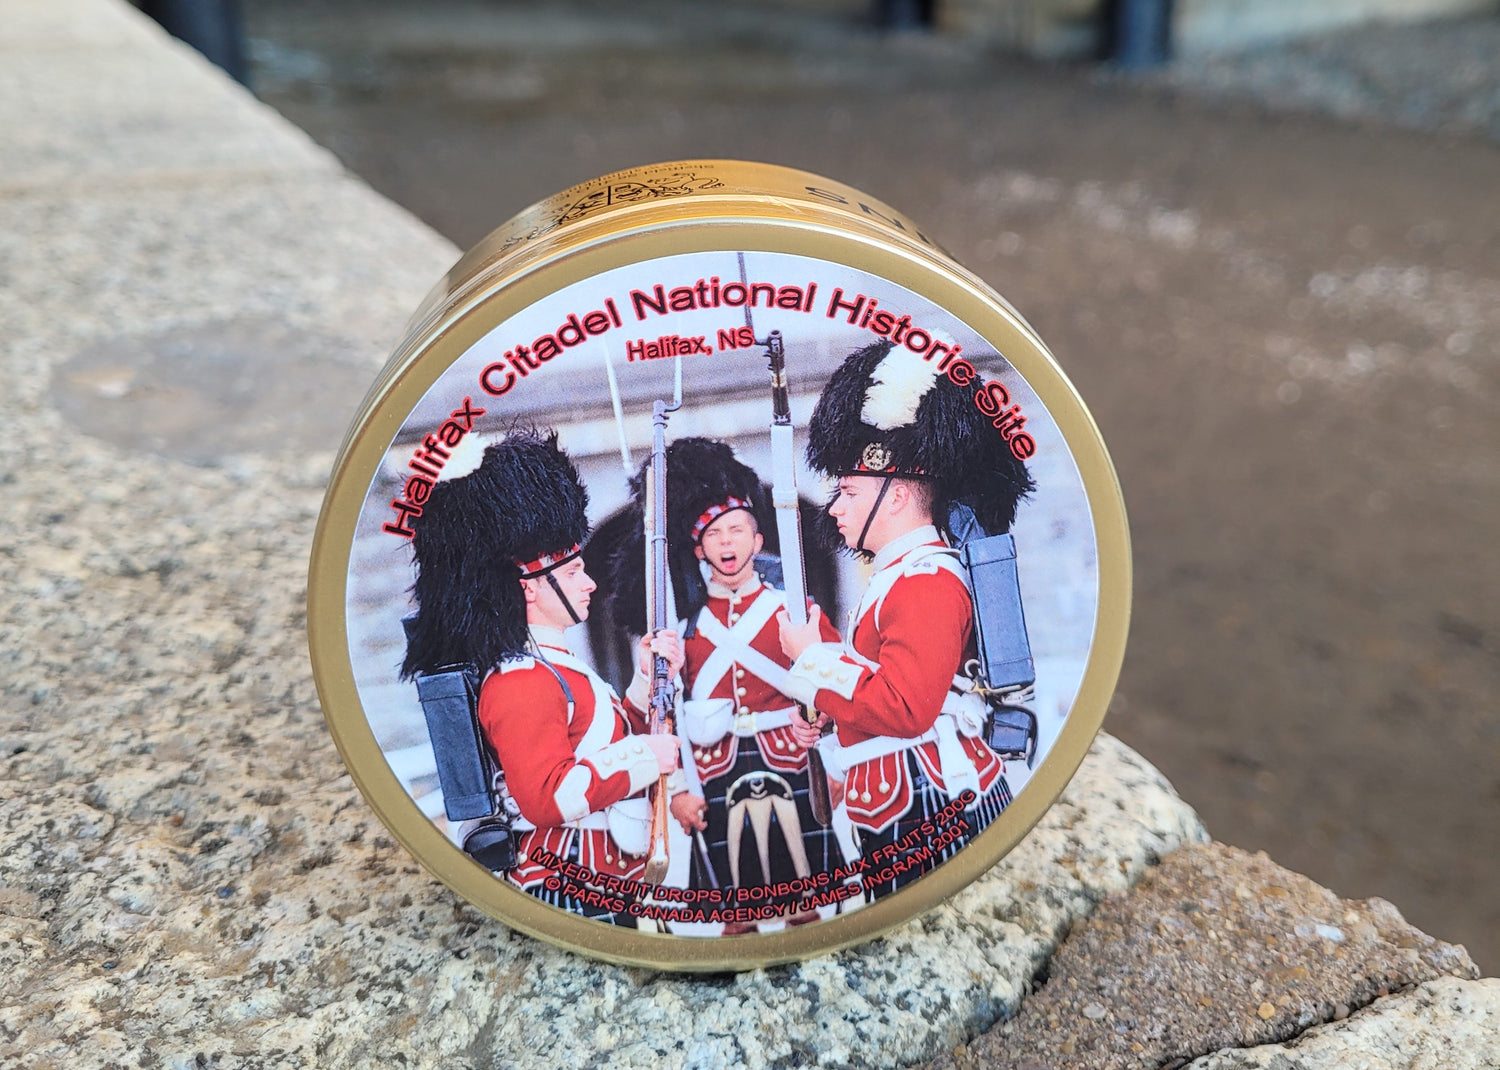 Halifax Citadel National Historic Site
Halifax, NS
MIXED FRUIT DROPS / BONBONS AUX FRUITS 200G
© PARKS CANADA AGENCY / JAMES INGRAM 2001